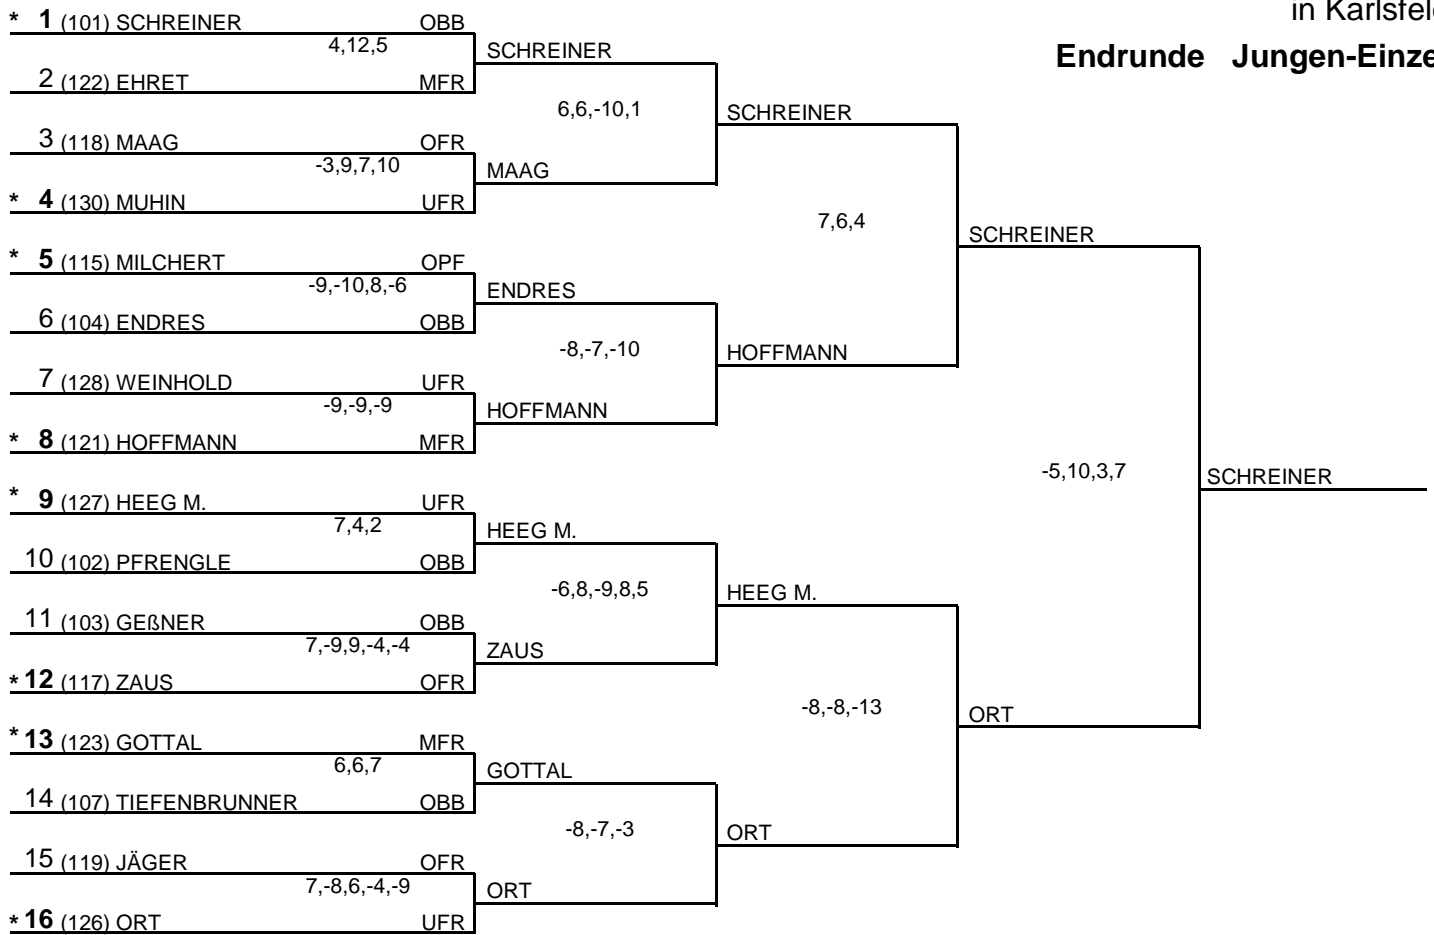 in Karlsfel
Endrunde Jungen-Einze
* 1 (101) SCHREINER OBB
4,12,5
SCHREINER
2 (122) EHRET MFR
6,6,-10,1
SCHREINER
3 (118) MAAG OFR
-3,9,7,10
MAAG
* 4 (130) MUHIN UFR
7,6,4
SCHREINER
* 5 (115) MILCHERT OPF
-9,-10,8,-6
ENDRES
6 (104) ENDRES OBB
-8,-7,-10
HOFFMANN
7 (128) WEINHOLD UFR
-9,-9,-9
HOFFMANN
* 8 (121) HOFFMANN MFR
-5,10,3,7
SCHREINER
* 9 (127) HEEG M. UFR
7,4,2
HEEG M.
10 (102) PFRENGLE OBB
-6,8,-9,8,5
HEEG M.
11 (103) GEßNER OBB
7,-9,9,-4,-4
ZAUS
* 12 (117) ZAUS OFR
-8,-8,-13
ORT
* 13 (123) GOTTAL MFR
6,6,7
GOTTAL
14 (107) TIEFENBRUNNER OBB
-8,-7,-3
ORT
15 (119) JÄGER OFR
7,-8,6,-4,-9
ORT
* 16 (126) ORT UFR